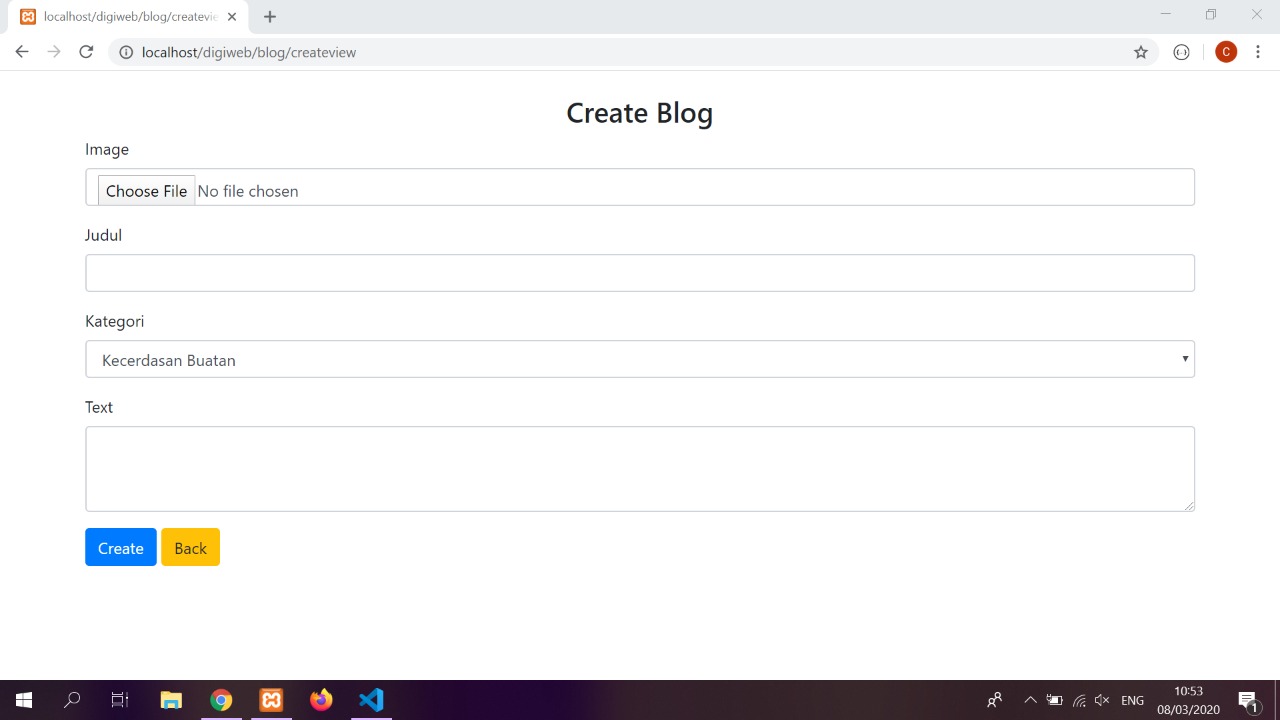 localhost/digiweb/blog/createvie
localhost/digiweb/blog/createview
C
Create Blog
Image
Choose File No file chosen
Judul
Kategori
Kecerdasan Buatan
Text
Create Back
ENG
10:53
08/03/2020
1